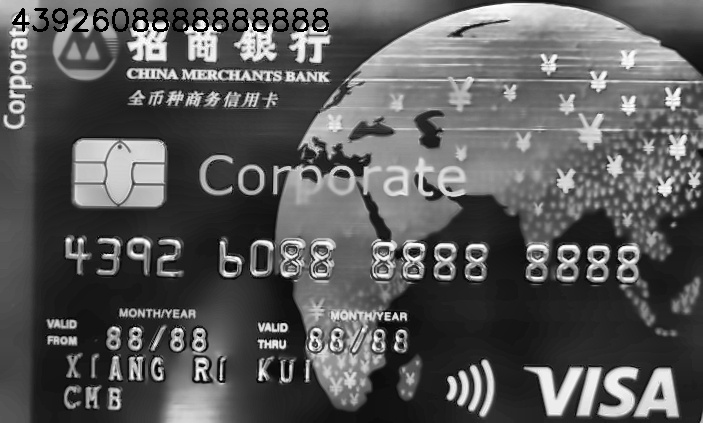 4392608888888888
Corporat
招商银行
CHINA MERCHANTS BANK
全币种商务信用卡
Corporate
4392 6088 8888 8888
MONTH/YEAR MONTH/YEAR
VALID FROM 88/88 VALID THRU 88/88
XIANG RI KUI
CMB
VISA